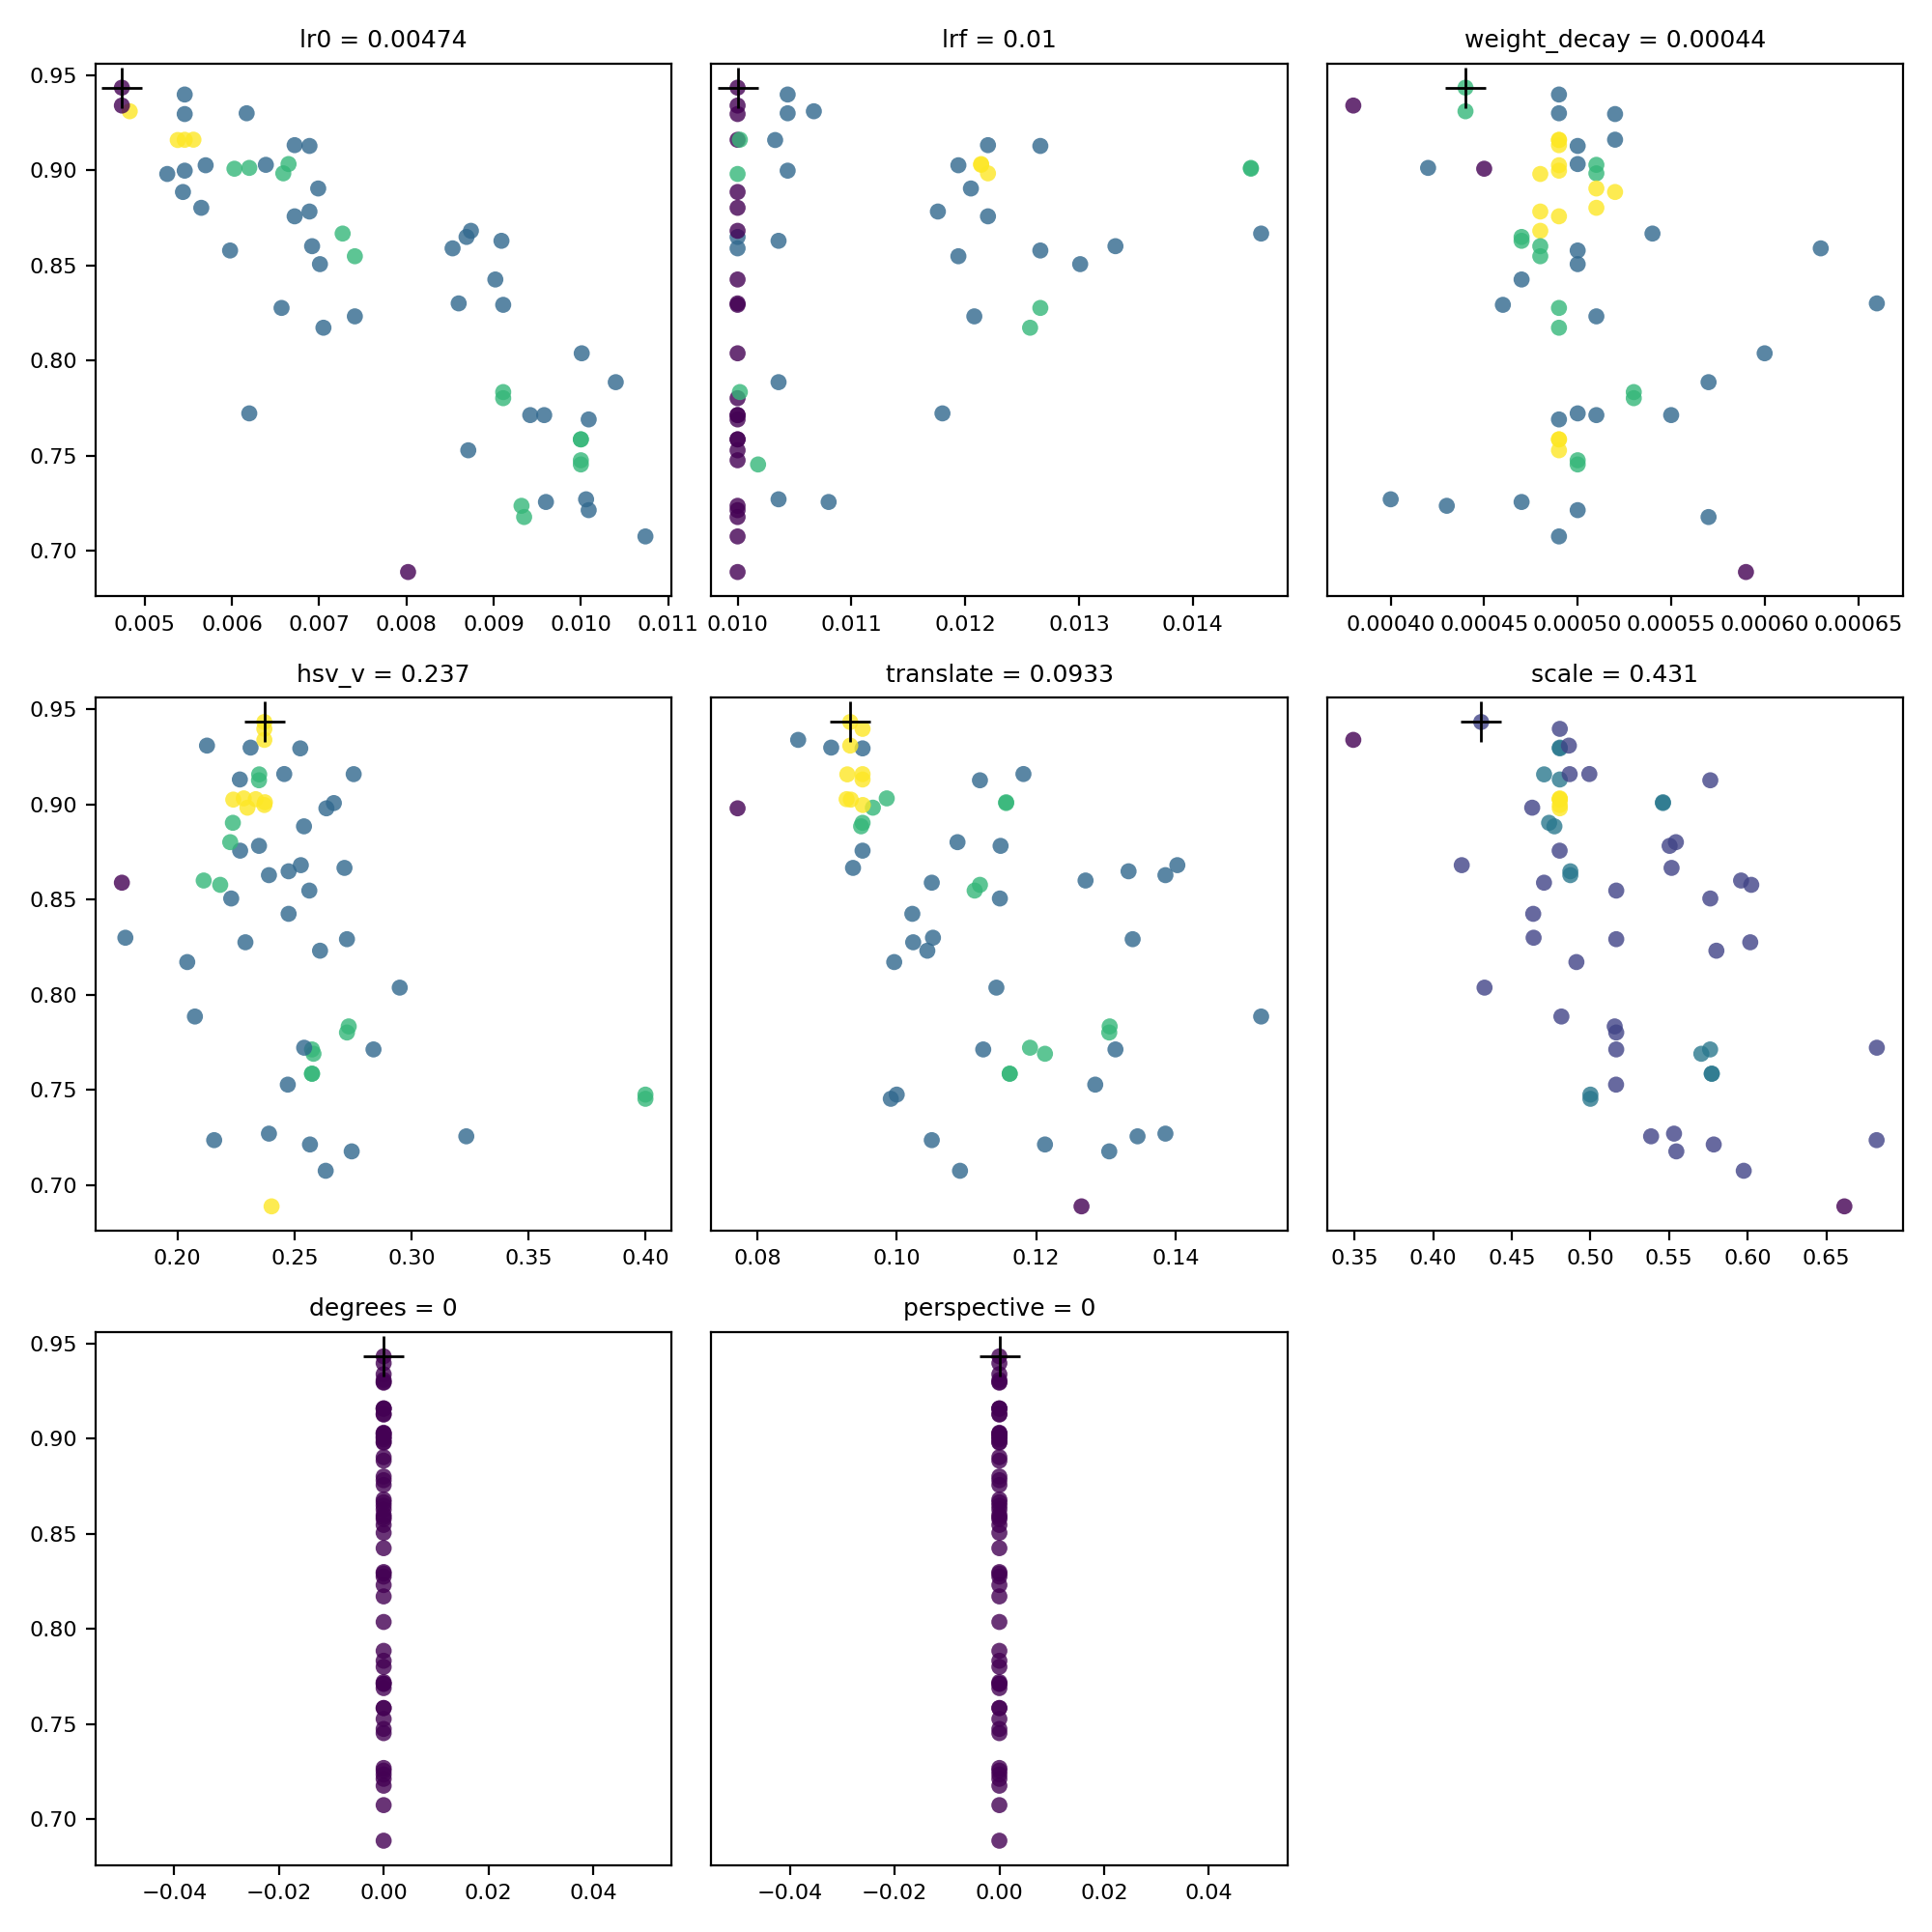 lr0 = 0.00474
lrf = 0.01
weight_decay = 0.00044
0.95
0.90
0.85
0.80
0.75
0.70
0.005 0.006 0.007 0.008 0.009 0.010 0.011
0.010 0.011 0.012 0.013 0.014
0.00040 0.00045 0.00050 0.00055 0.00060 0.00065
hsv_v = 0.237
translate = 0.0933
scale = 0.431
0.95
0.90
0.85
0.80
0.75
0.70
0.20 0.25 0.30 0.35 0.40
0.08 0.10 0.12 0.14
0.35 0.40 0.45 0.50 0.55 0.60 0.65
degrees = 0
perspective = 0
0.95
0.90
0.85
0.80
0.75
0.70
−0.04 −0.02 0.00 0.02 0.04
−0.04 −0.02 0.00 0.02 0.04